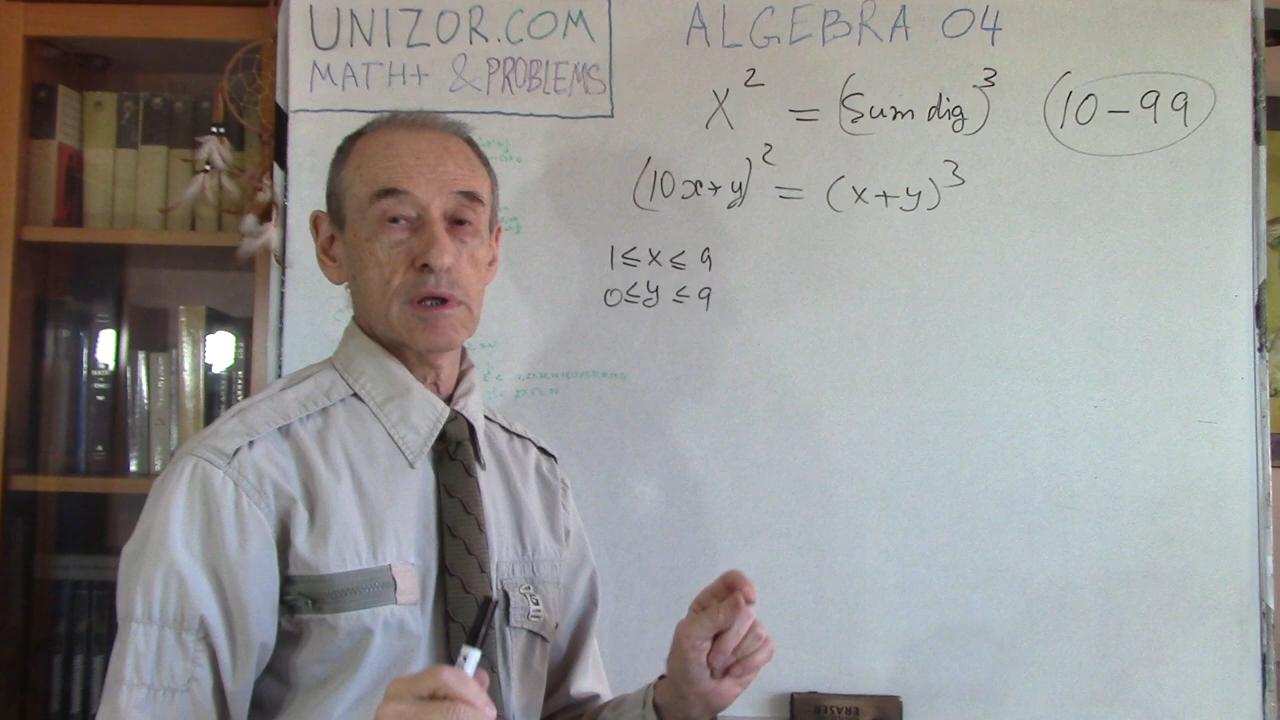 UNIZOR.COM
MATH+ & PROBLEMS
ALGEBRA 04
X² = (Sum dig)³ (10-99
(10x+y)² = (x+y)³
1≤x≤9
0≤y≤9
ERASER